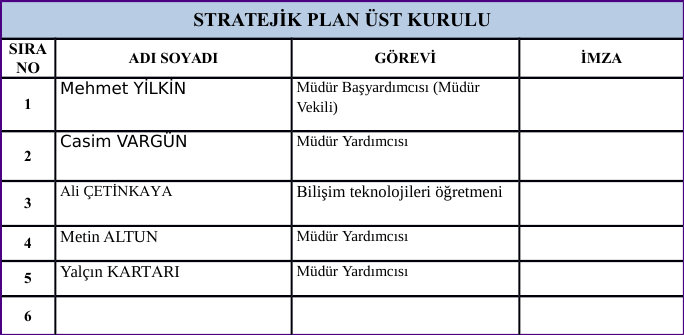 STRATEJİK PLAN ÜST KURULU
SIRA NO ADI SOYADI GÖREVİ İMZA
1 Mehmet YİLKİN Müdür Başyardımcısı (Müdür Vekili)
2 Casim VARGÜN Müdür Yardımcısı
3 Ali ÇETİNKAYA Bilişim teknolojileri öğretmeni
4 Metin ALTUN Müdür Yardımcısı
5 Yalçın KARTARI Müdür Yardımcısı
6